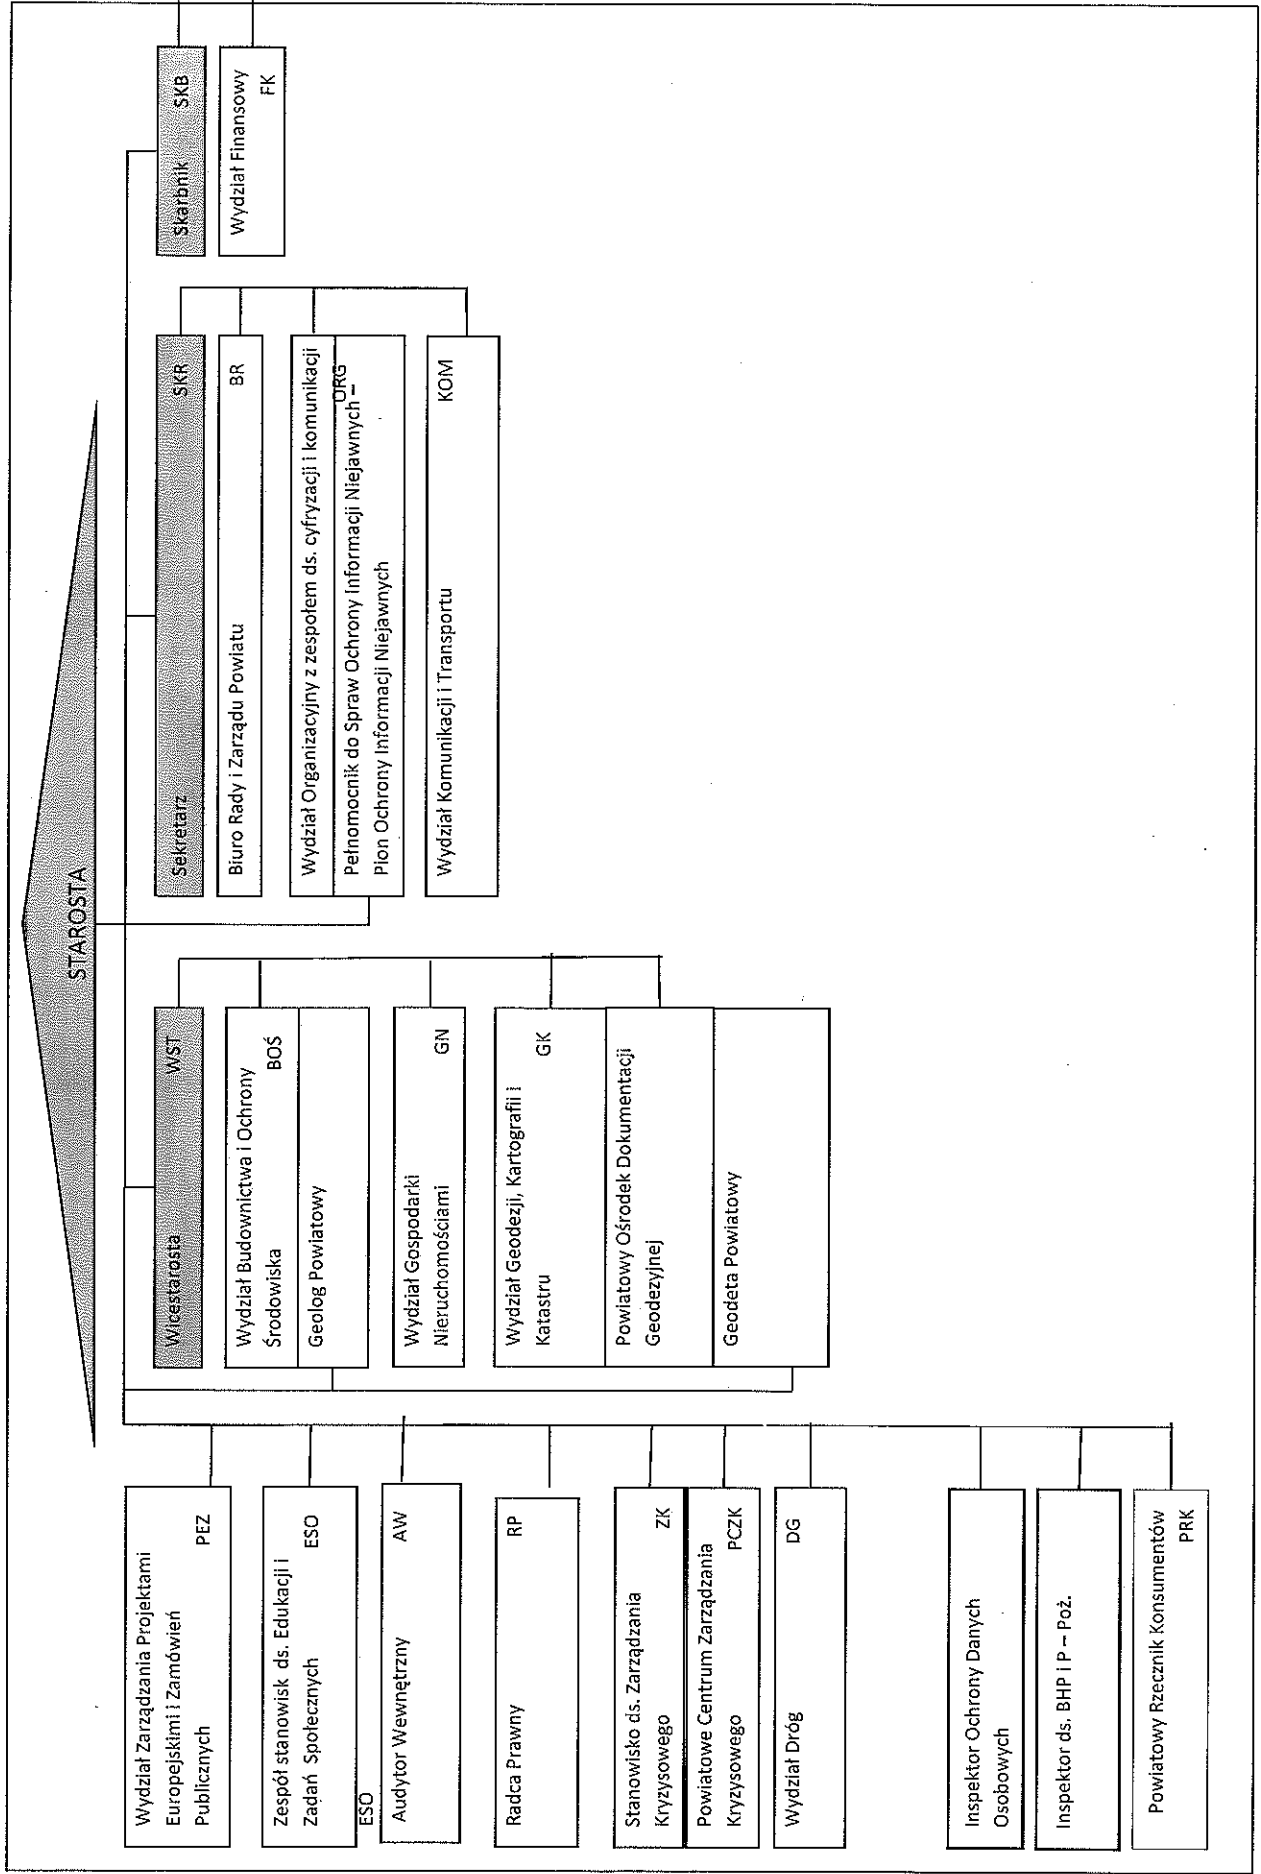 STAROSTA
Wydział Zarządzania Projektami
Europejskimi i Zamówień
Publicznych PEZ
Zespół stanowisk ds. Edukacji i
Zadań Społecznych ESO
ESO
Audytor Wewnętrzny AW
Radca Prawny RP
Stanowisko ds. Zarządzania
Kryzysowego ZK
Powiatowe Centrum Zarządzania
Kryzysowego PCZK
Wydział Dróg DG
Inspektor Ochrony Danych
Osobowych
Inspektor ds. BHP i P – Poż.
Powiatowy Rzecznik Konsumentów
PRK
Wicestarosta WST
Wydział Budownictwa i Ochrony
Środowiska BOŚ
Geolog Powiatowy
Wydział Gospodarki
Nieruchomościami GN
Wydział Geodezji, Kartografii i
Katastru GK
Powiatowy Ośrodek Dokumentacji
Geodezyjnej
Geodeta Powiatowy
Sekretarz SKR
Biuro Rady i Zarządu Powiatu BR
Wydział Organizacyjny z zespołem ds. cyfryzacji i komunikacji
ORG
Pełnomocnik do Spraw Ochrony Informacji Niejawnych –
Pion Ochrony Informacji Niejawnych
Wydział Komunikacji i Transportu KOM
Skarbnik SKB
Wydział Finansowy
FK